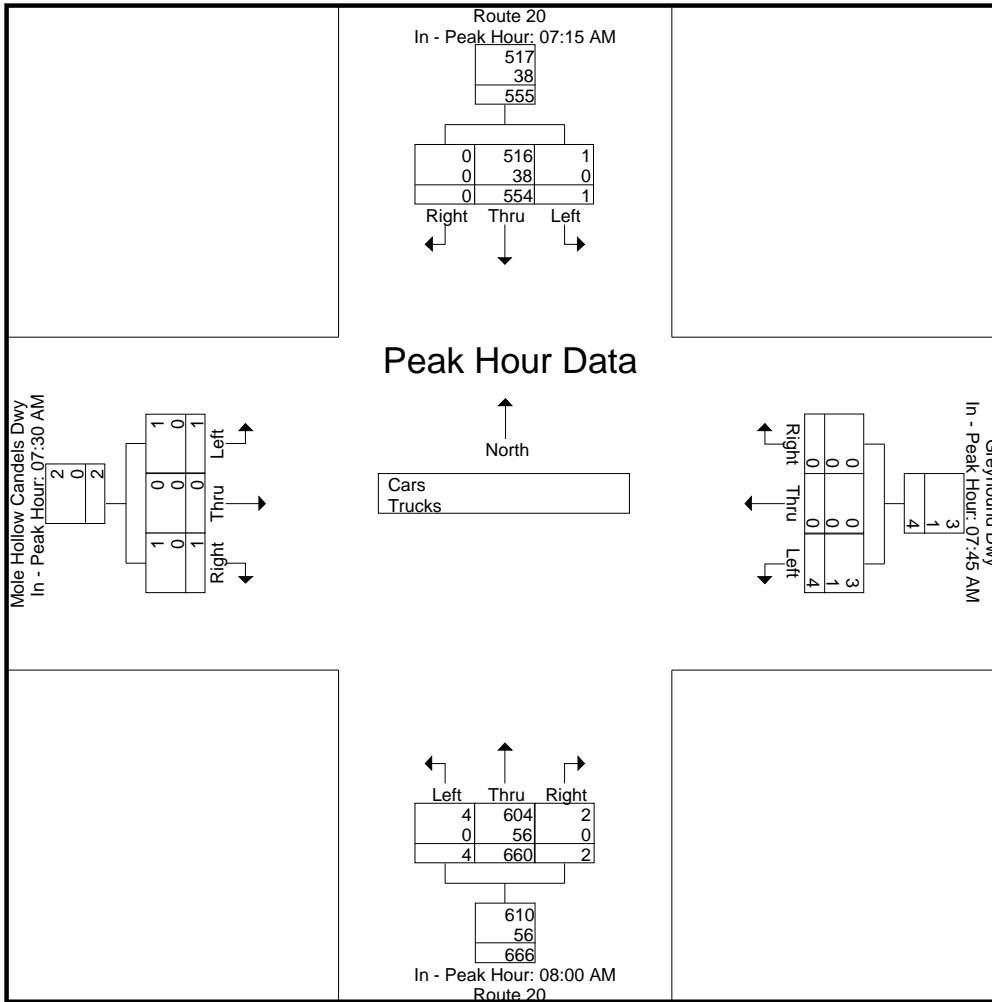 Route 20
In - Peak Hour: 07:15 AM
517
38
555
0 516 1
0 38 0
0 554 1
Right Thru Left
Peak Hour Data
North
Cars
Trucks
Mole Hollow Candels Dwy
In - Peak Hour: 07:30 AM
2
0
2
Left Thru Right
1 0 1
0 0 0
1 0 1
Greyhound Dwy
In - Peak Hour: 07:45 AM
3
1
4
0 0 3
0 0 1
0 0 4
Right Thru Left
Left Thru Right
4 604 2
0 56 0
4 660 2
610
56
666
In - Peak Hour: 08:00 AM
Route 20